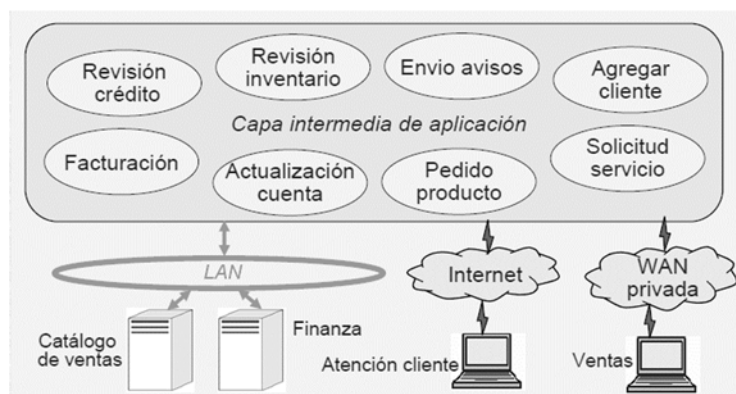 Revisión
crédito
Revisión
inventario
Envio avisos
Agregar
cliente
Capa intermedia de aplicación
Facturación
Actualización
cuenta
Pedido
producto
Solicitud
servicio
LAN
Internet
WAN
privada
Catálogo
de ventas
Finanza
Atención cliente
Ventas